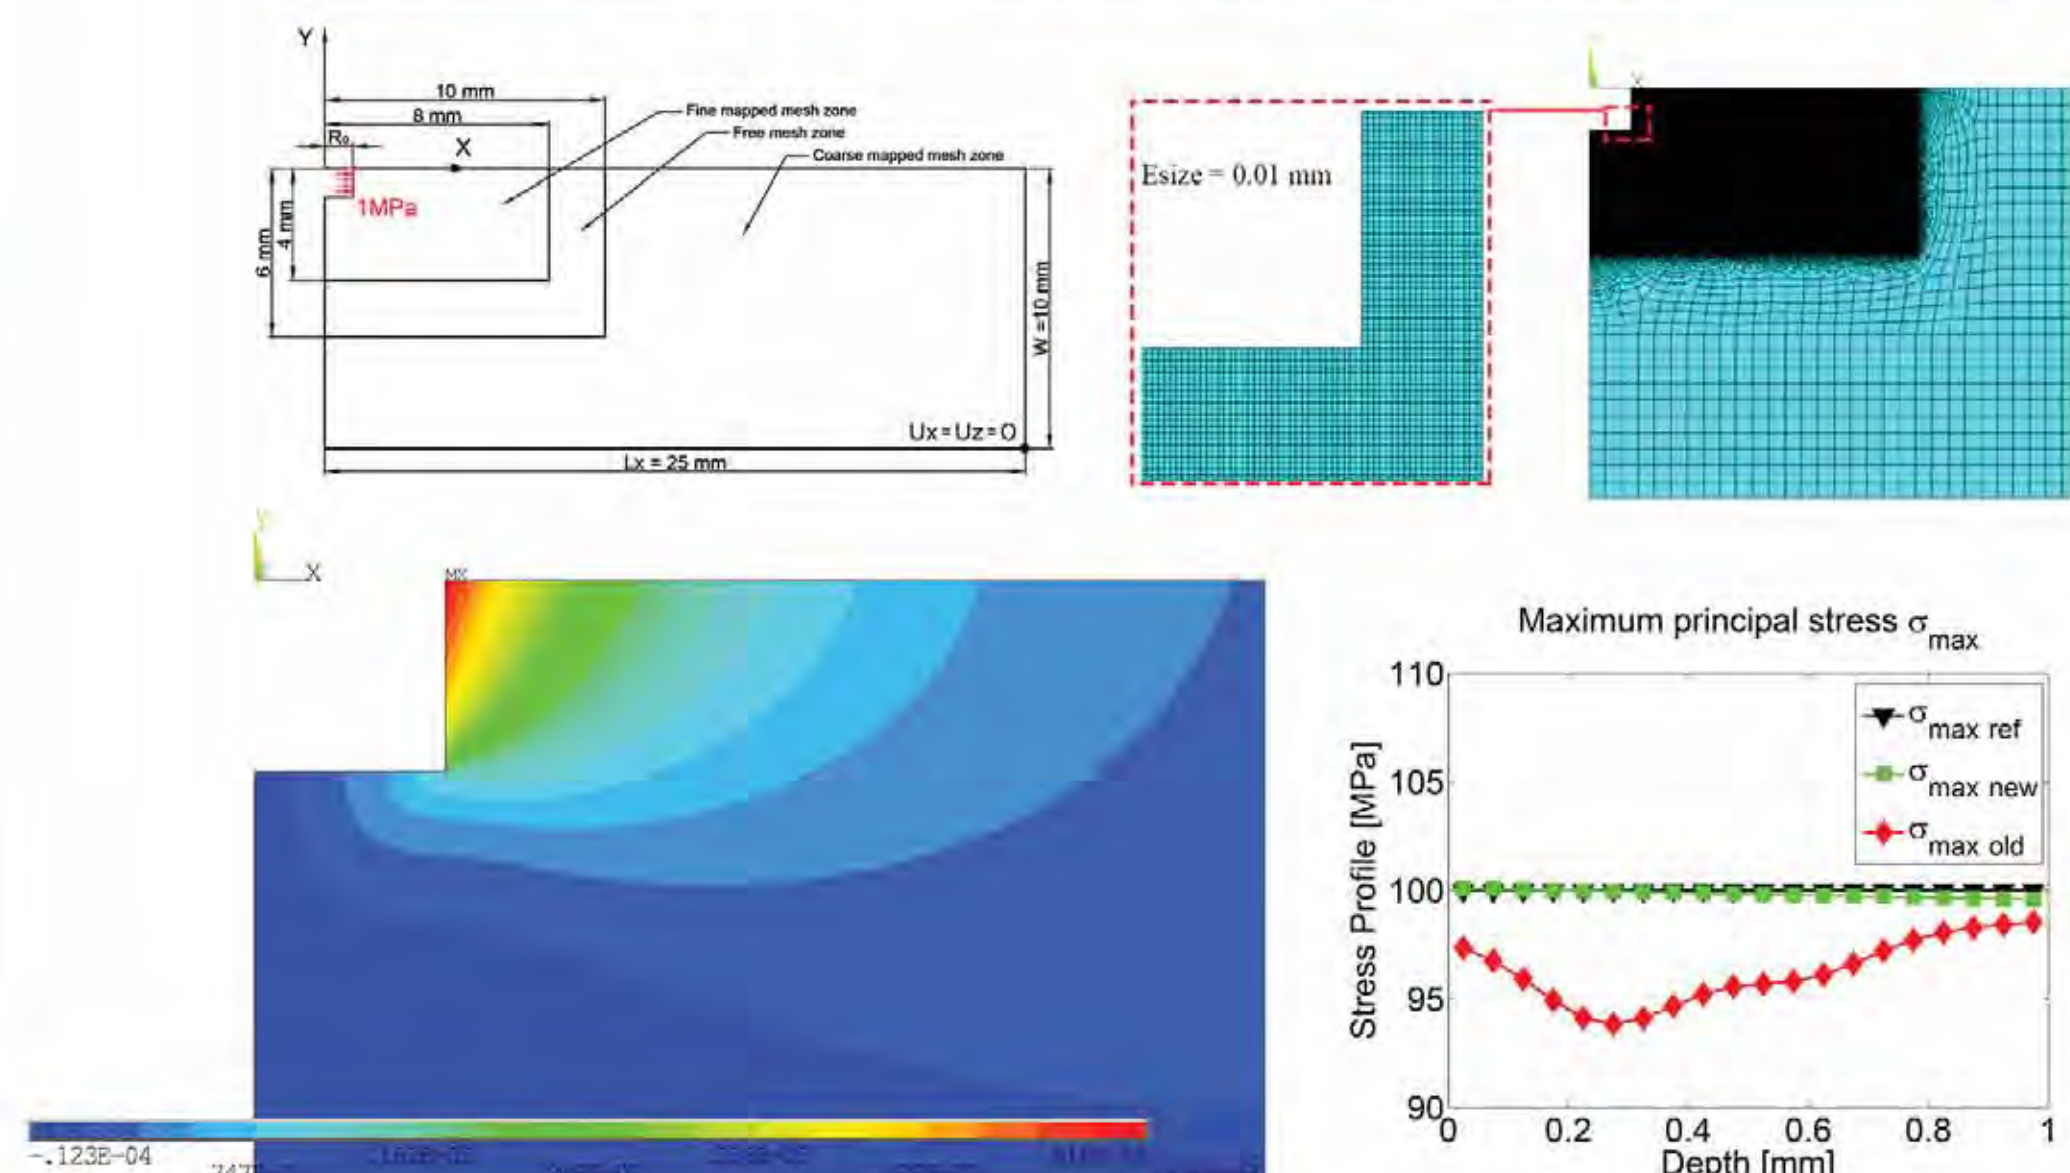 Y
10 mm
8 mm
Fine mapped mesh zone
Free mesh zone
Coarse mapped mesh zone
R₀
X
1MPa
4 mm
6 mm
W =10 mm
Ux=Uz=O
Lx = 25 mm
Esize = 0.01 mm
X
Y
X
MX
-.123E-04
Maximum principal stress σmax
Stress Profile [MPa]
110
105
100
95
90
σmax ref
σmax new
σmax old
0
0.2
0.4
0.6
0.8
1
Depth [mm]